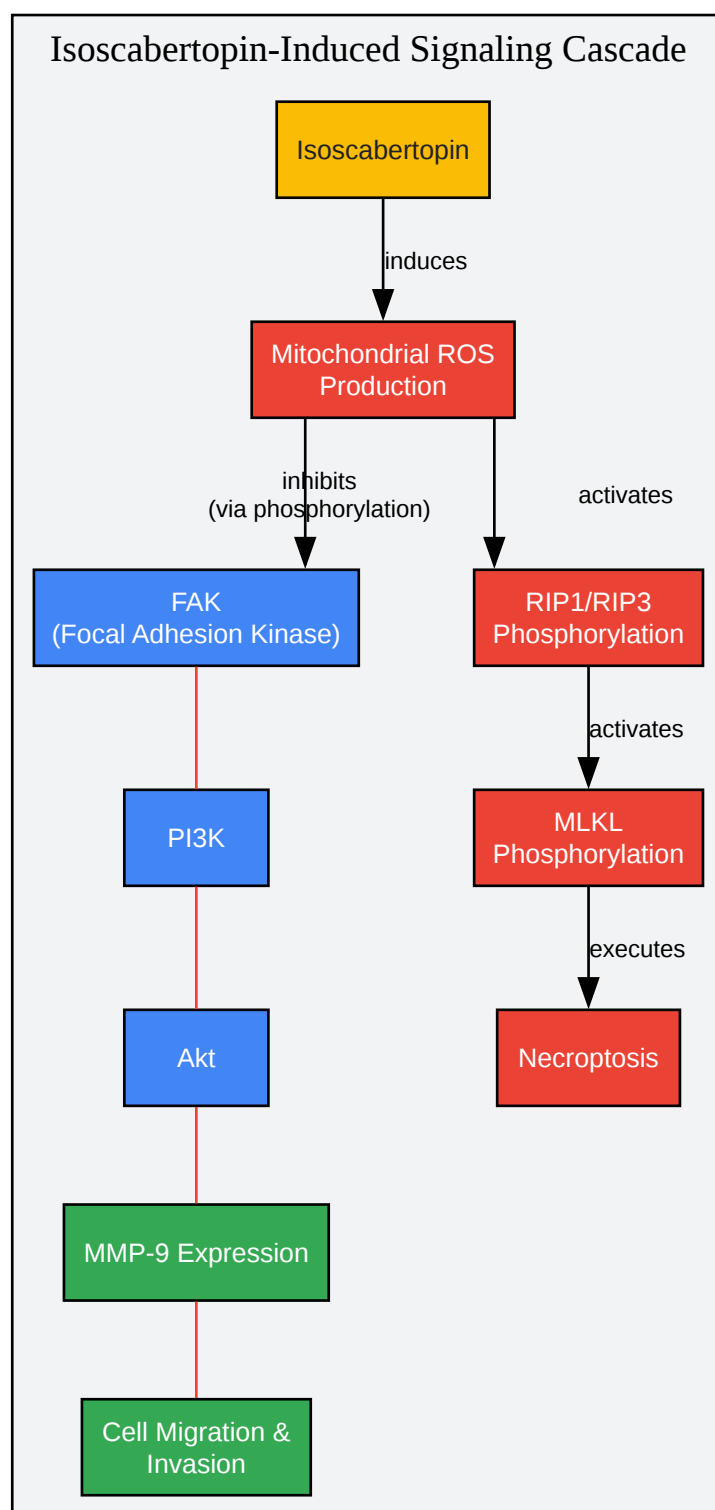 Isoscabertopin-Induced Signaling Cascade
Isoscabertopin
induces
Mitochondrial ROS
Production
inhibits
(via phosphorylation)
activates
FAK
(Focal Adhesion Kinase)
RIP1/RIP3
Phosphorylation
activates
PI3K
MLKL
Phosphorylation
executes
Akt
Necroptosis
MMP-9 Expression
Cell Migration &
Invasion